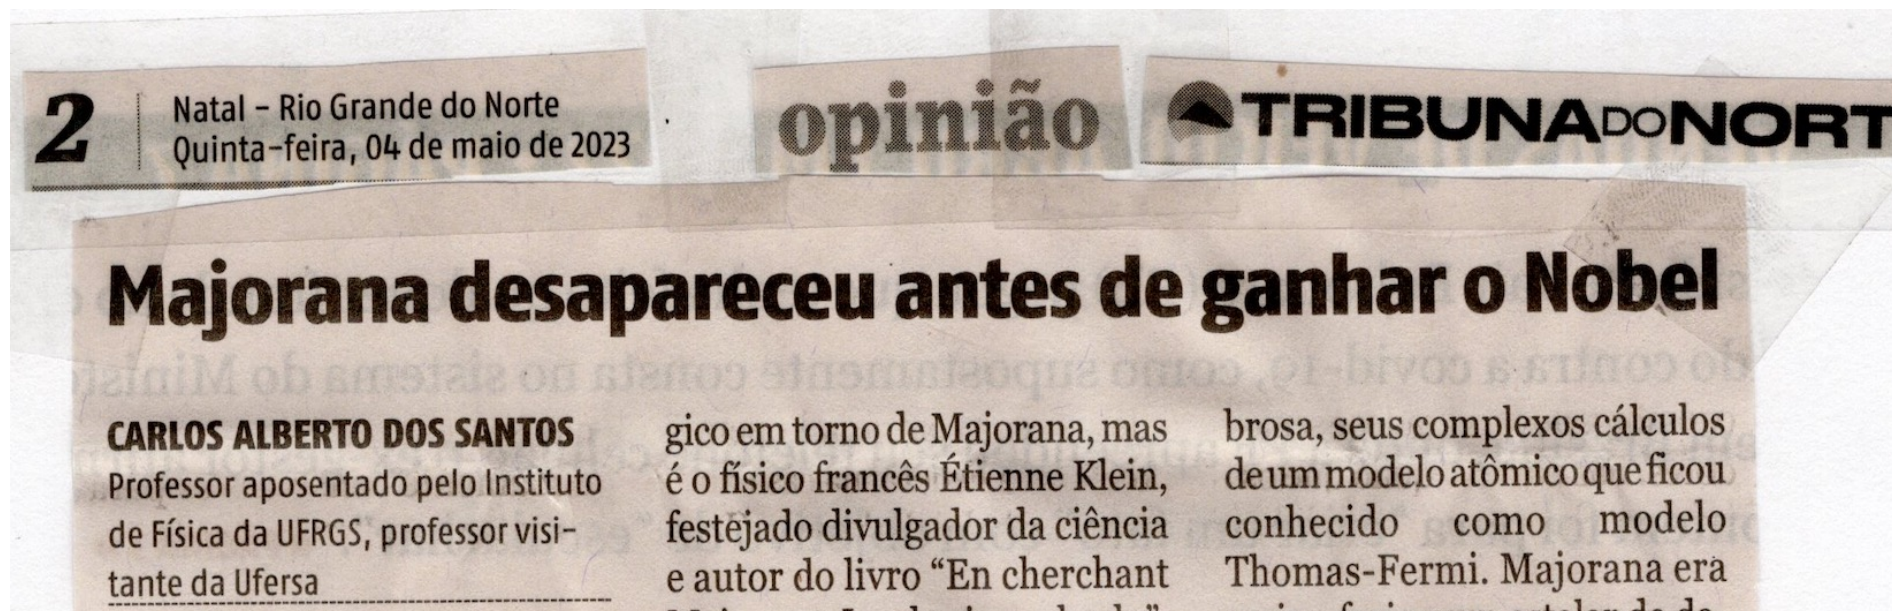 2
Natal - Rio Grande do Norte
Quinta-feira, 04 de maio de 2023
opinião
TRIBUNADONORT
Majorana desapareceu antes de ganhar o Nobel
CARLOS ALBERTO DOS SANTOS
Professor aposentado pelo Instituto
de Física da UFRGS, professor visi-
tante da Ufersa
gico em torno de Majorana, mas
é o físico francês Étienne Klein,
festejado divulgador da ciência
e autor do livro “En cherchant
brosa, seus complexos cálculos
de um modelo atômico que ficou
conhecido como modelo
Thomas-Fermi. Majorana era